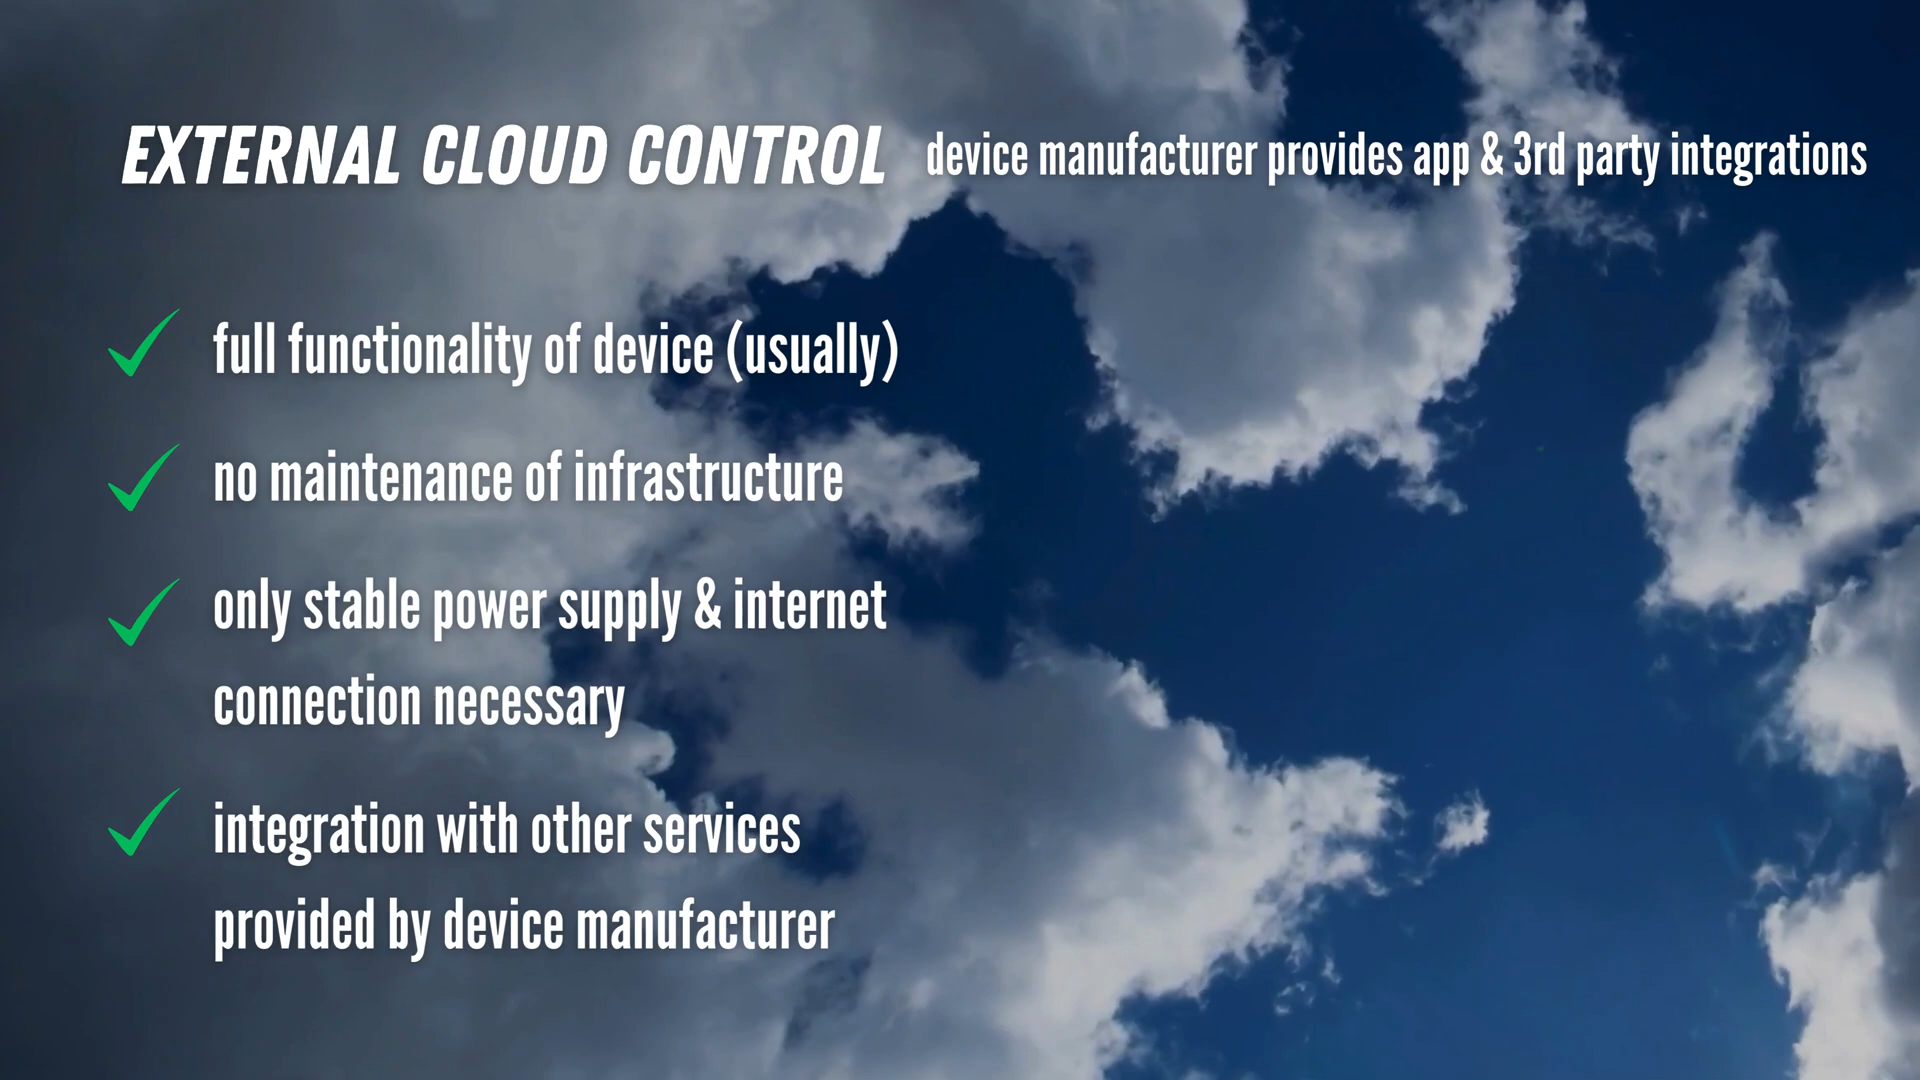 EXTERNAL CLOUD CONTROL device manufacturer provides app & 3rd party integrations
full functionality of device (usually)
no maintenance of infrastructure
only stable power supply & internet
connection necessary
integration with other services
provided by device manufacturer